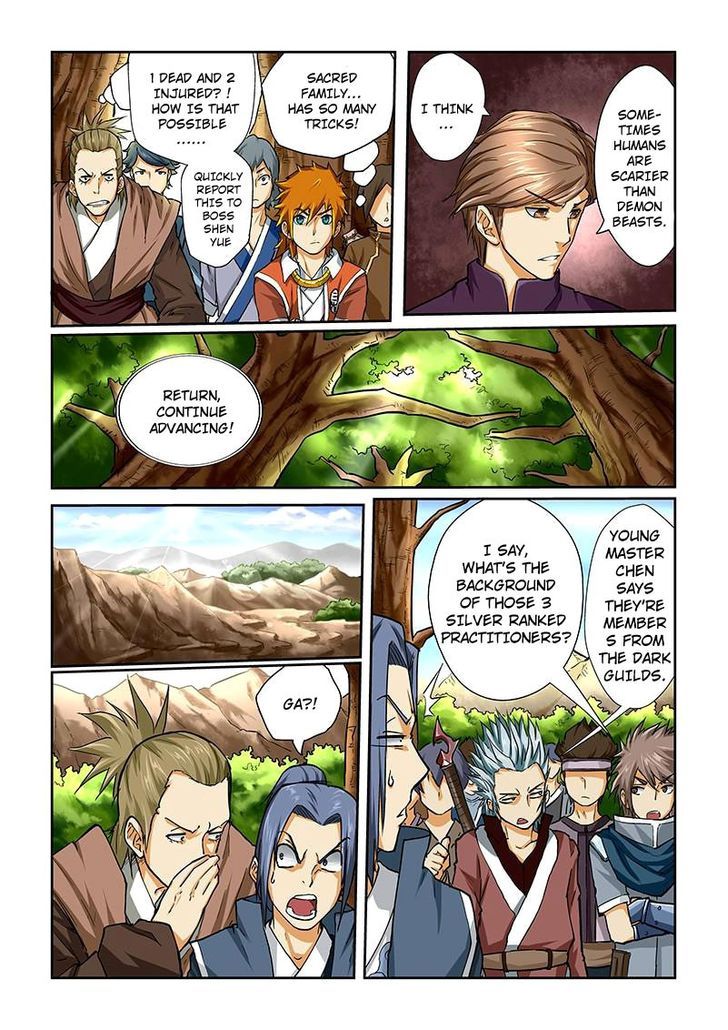 1 DEAD AND 2
INJURED? !
HOW IS THAT
POSSIBLE
......
QUICKLY
REPORT
THIS TO
BOSS
SHEN
YUE
SACRED
FAMILY...
HAS SO MANY
TRICKS!
I THINK
...
SOME-
TIMES
HUMANS
ARE
SCARIER
THAN
DEMON
BEASTS.
RETURN,
CONTINUE
ADVANCING!
GA?!
I SAY,
WHAT'S THE
BACKGROUND
OF THOSE 3
SILVER RANKED
PRACTITIONERS?
YOUNG
MASTER
CHEN
SAYS
THEY'RE
MEMBER
S FROM
THE DARK
GUILDS.